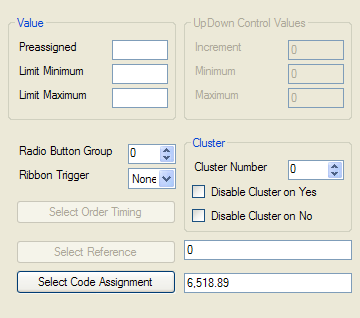 Value
Preassigned
Limit Minimum
Limit Maximum
UpDown Control Values
Increment 0
Minimum 0
Maximum 0
Radio Button Group 0
Ribbon Trigger None
Select Order Timing
Cluster
Cluster Number 0
Disable Cluster on Yes
Disable Cluster on No
Select Reference 0
Select Code Assignment 6,518.89